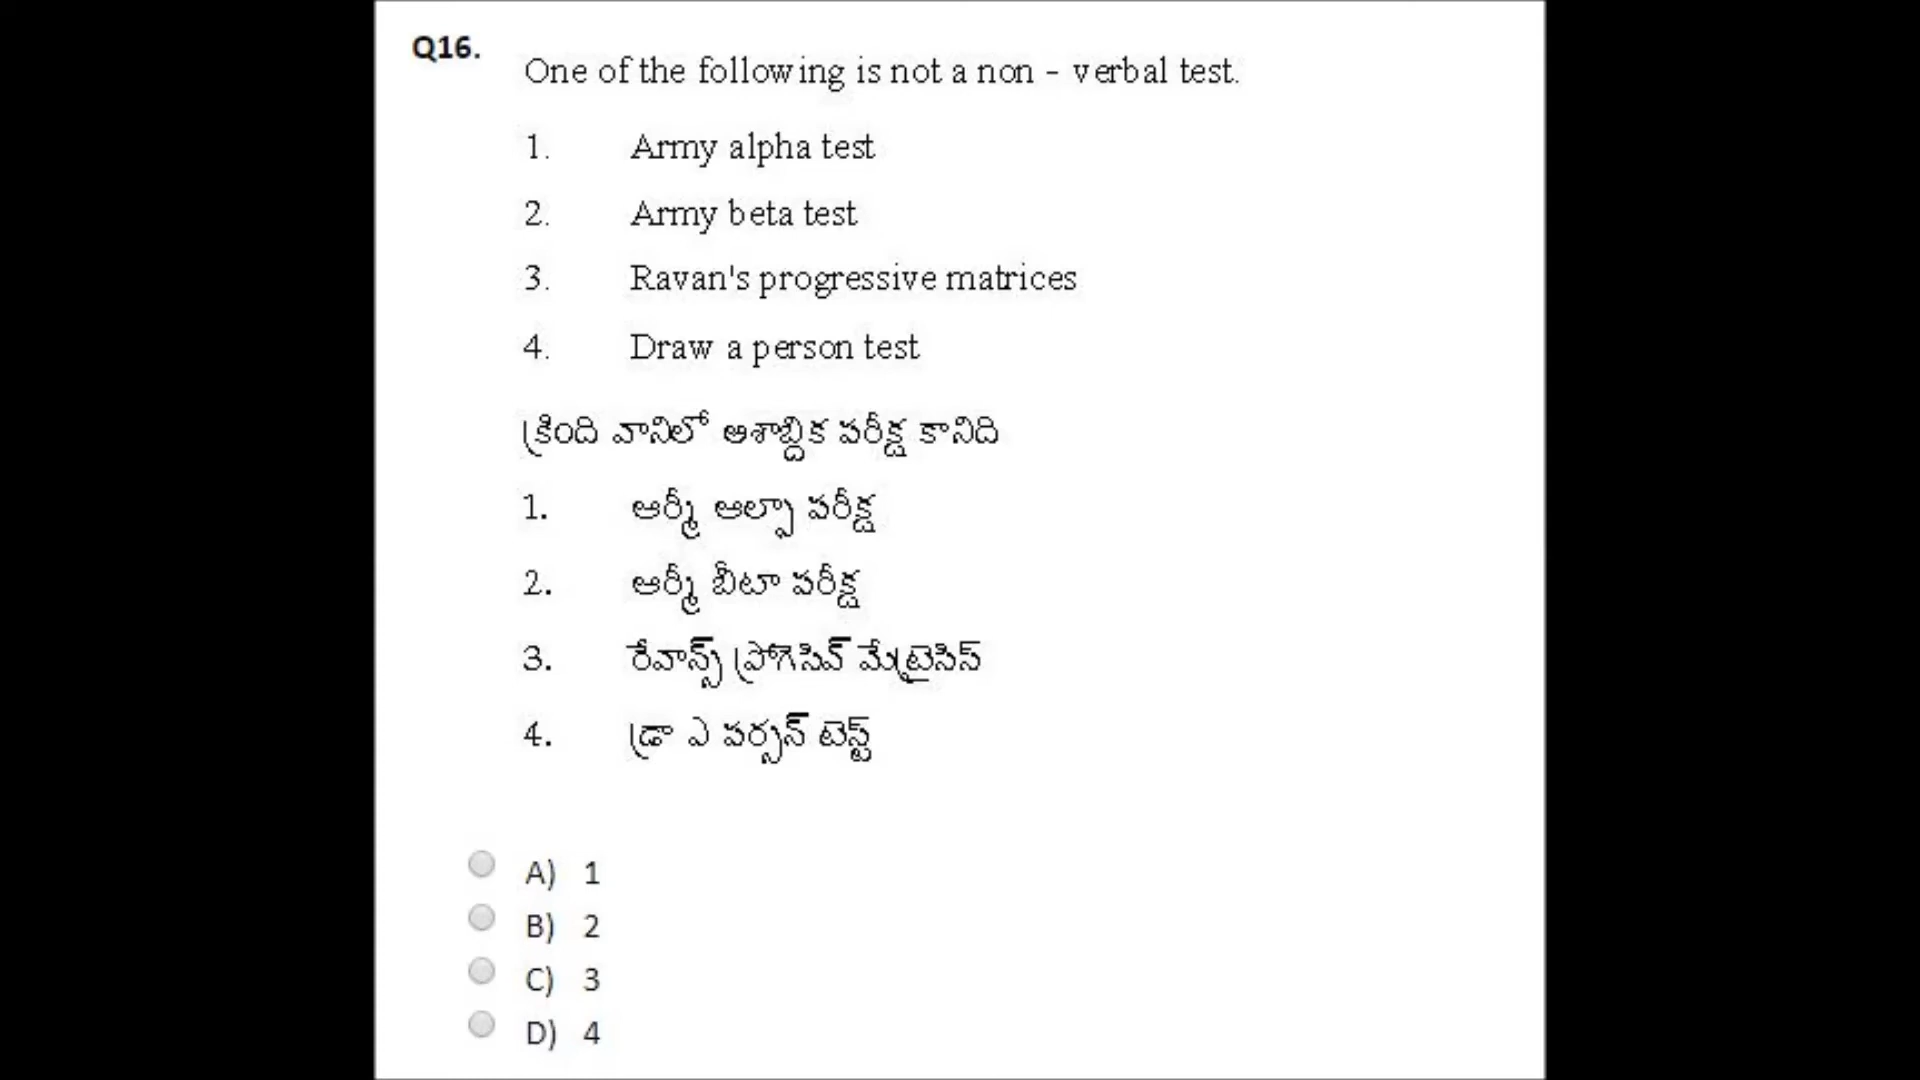 Q16.
One of the following is not a non - verbal test.
1. Army alpha test
2. Army beta test
3. Ravan's progressive matrices
4. Draw a person test
క్రింది వానిలో అశాబ్దిక పరీక్ష కానిది
1. ఆర్మీ ఆల్ఫా పరీక్ష
2. ఆర్మీ బీటా పరీక్ష
3. రేవాన్స్ ప్రోగెసివ్ మేట్రైసిస్
4. డ్రా ఎ పర్సన్ టెస్ట్
A) 1
B) 2
C) 3
D) 4